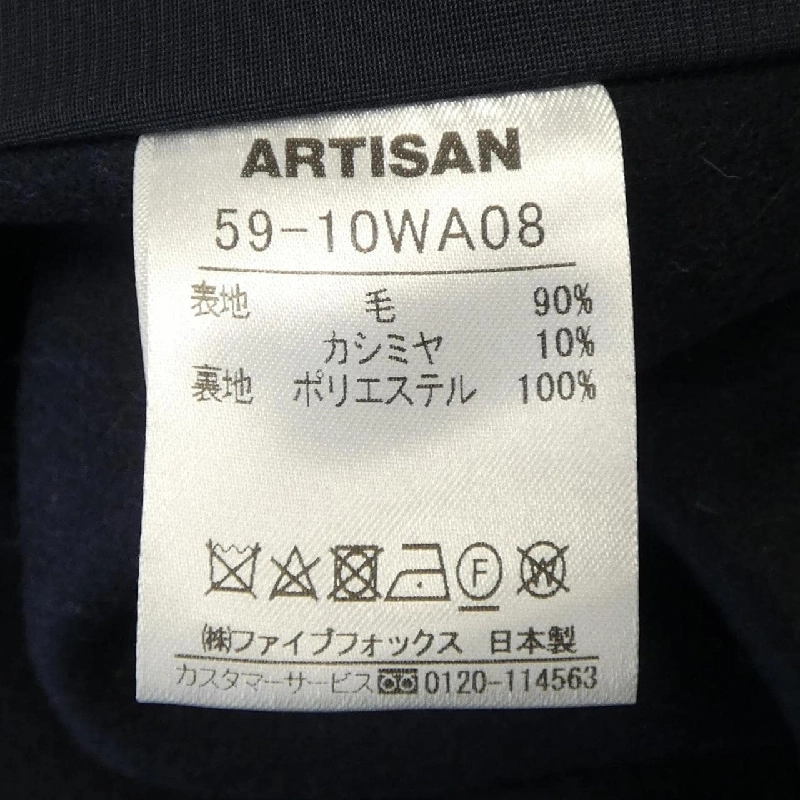 ARTISAN
59-10WA08
表地 毛 90%
カシミヤ 10%
裏地 ポリエステル 100%
F W
㈱ファイブフォックス 日本製
カスタマーサービス 0120-114563